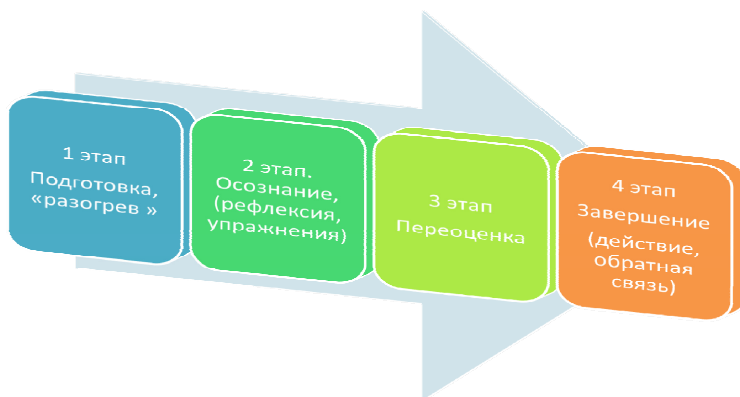 1 этап
Подготовка,
«разогрев »
2 этап.
Осознание,
(рефлексия,
упражнения)
3 этап
Переоценка
4 этап
Завершение
(действие,
обратная
связь)